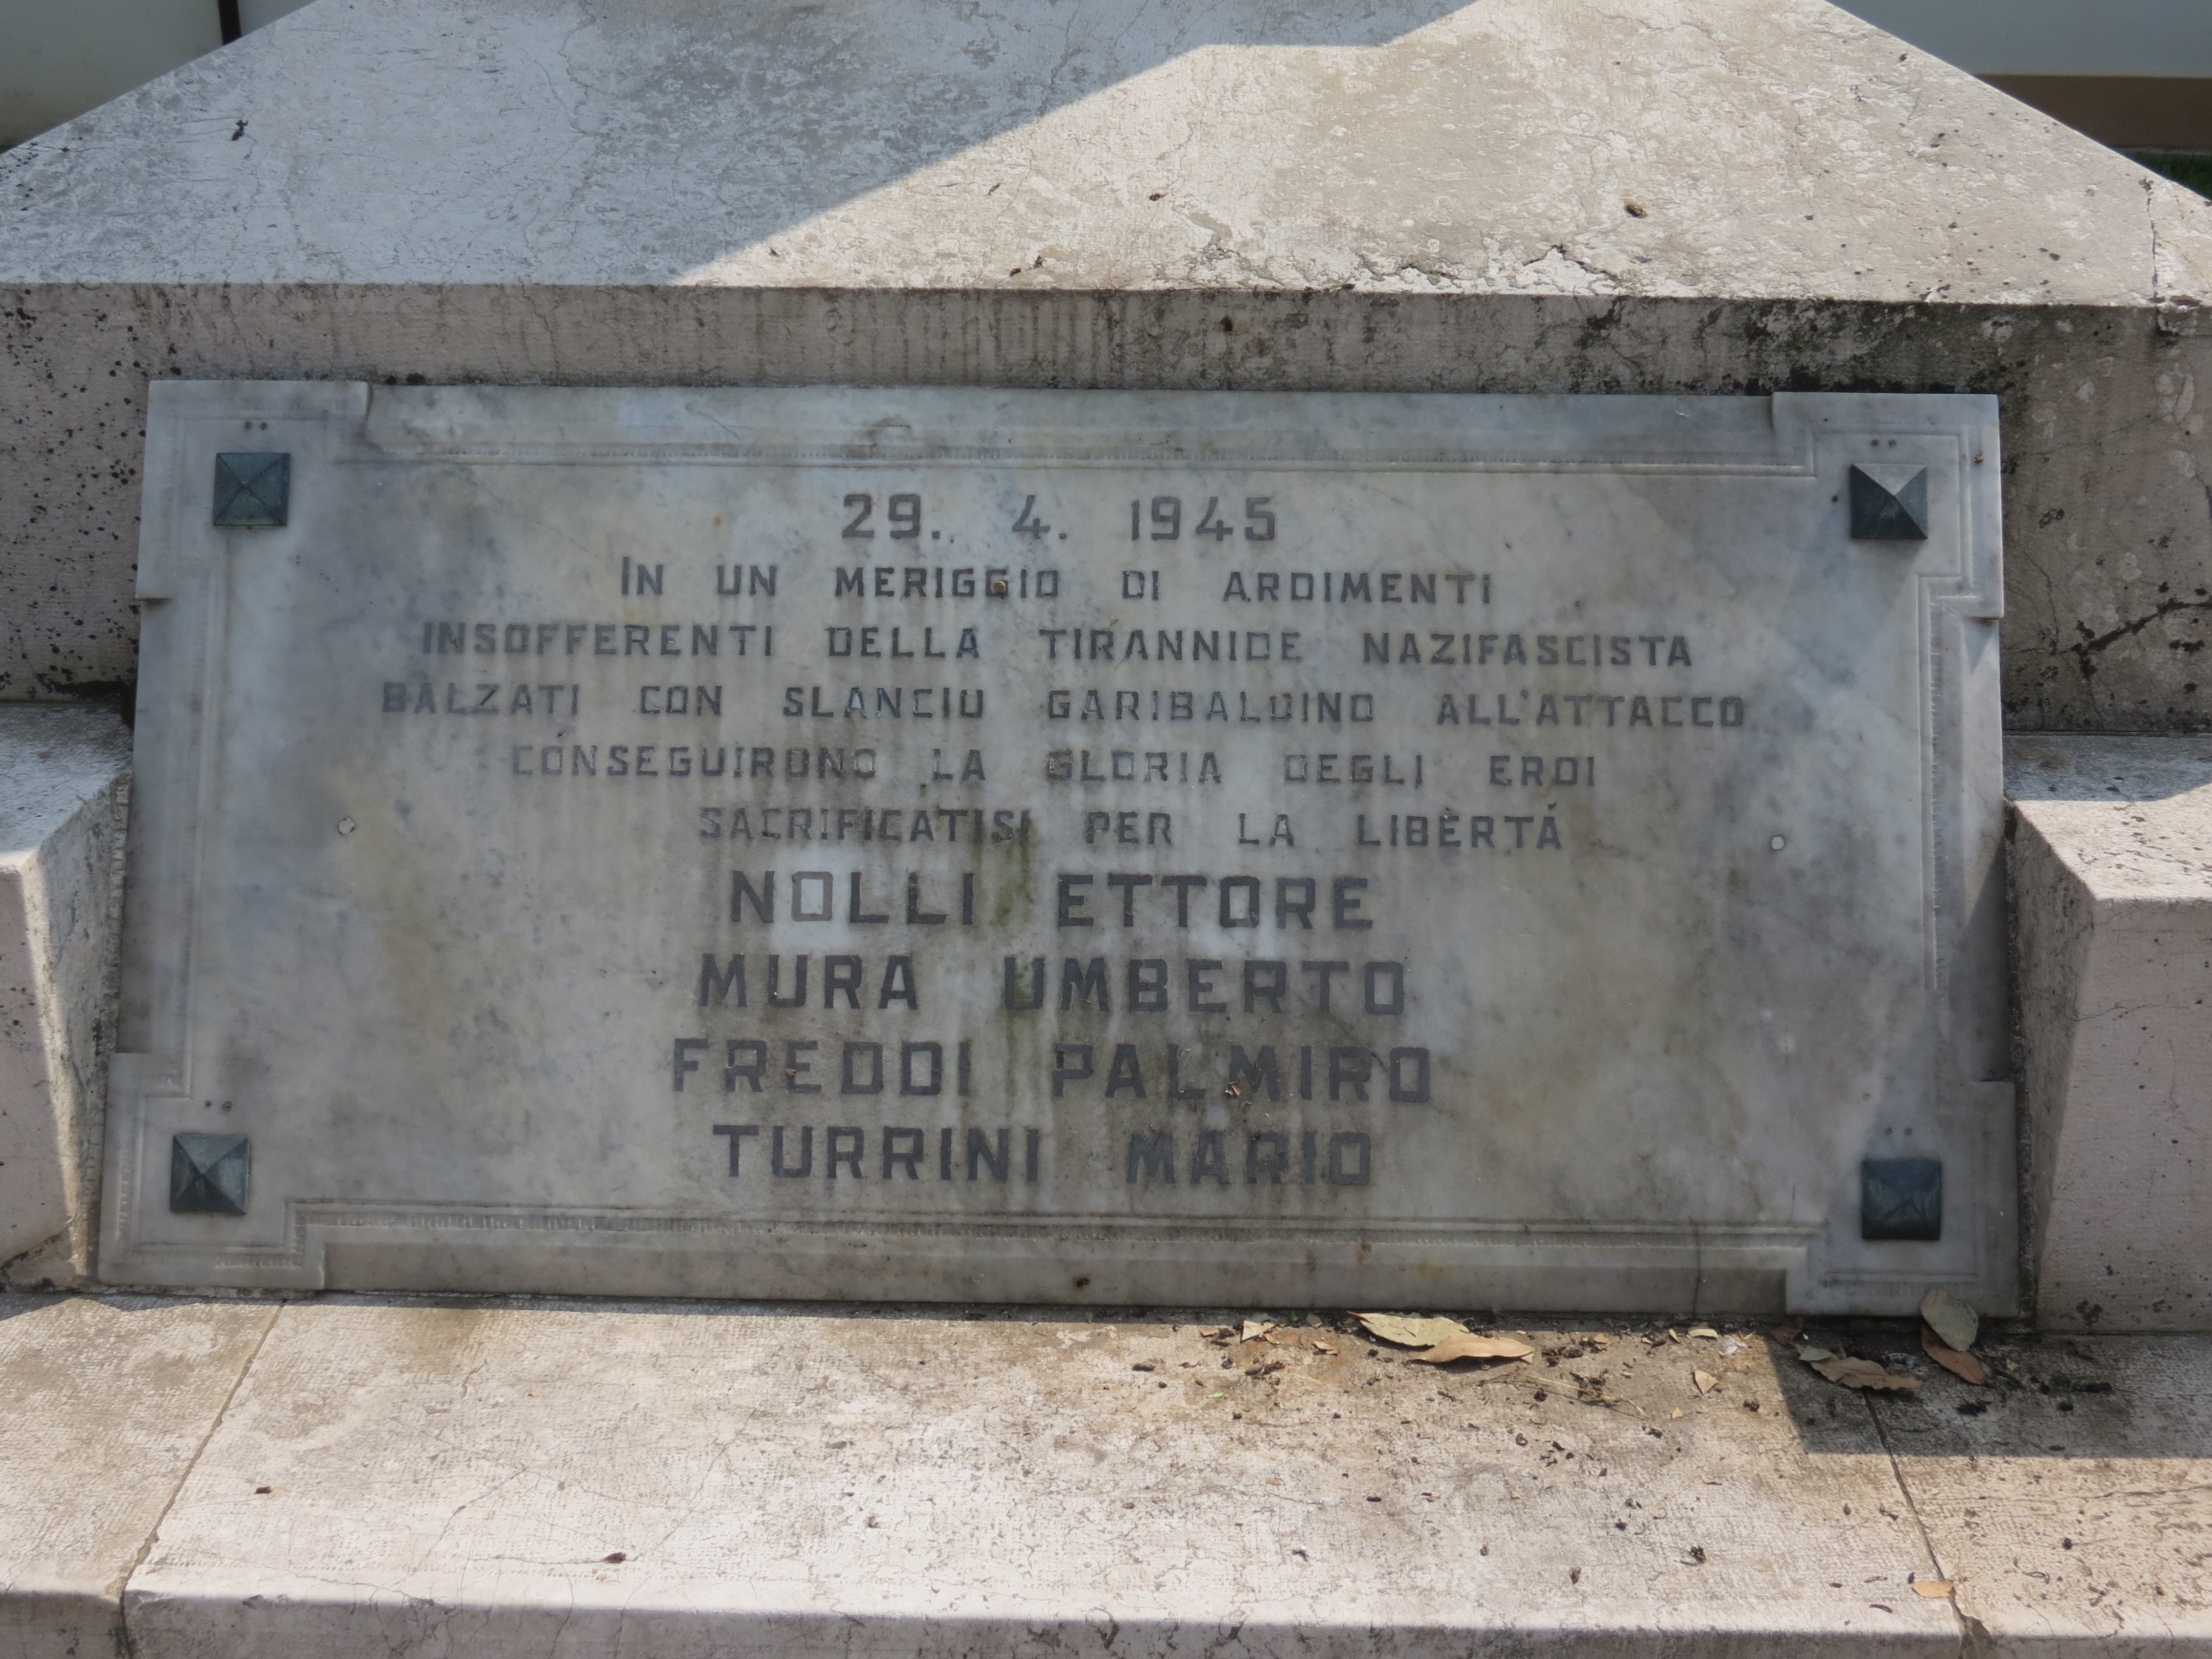 29. 4. 1945
IN UN MERIGGIO DI ARDIMENTI
INSOFFERENTI DELLA TIRANNIDE NAZIFASCISTA
BALZATI CON SLANCIO GARIBALDINO ALL'ATTACCO
CONSEGUIRONO LA GLORIA DEGLI EROI
SACRIFICATISI PER LA LIBERTÁ
NOLLI ETTORE
MURA UMBERTO
FREDDI PALMIRO
TURRINI MARIO